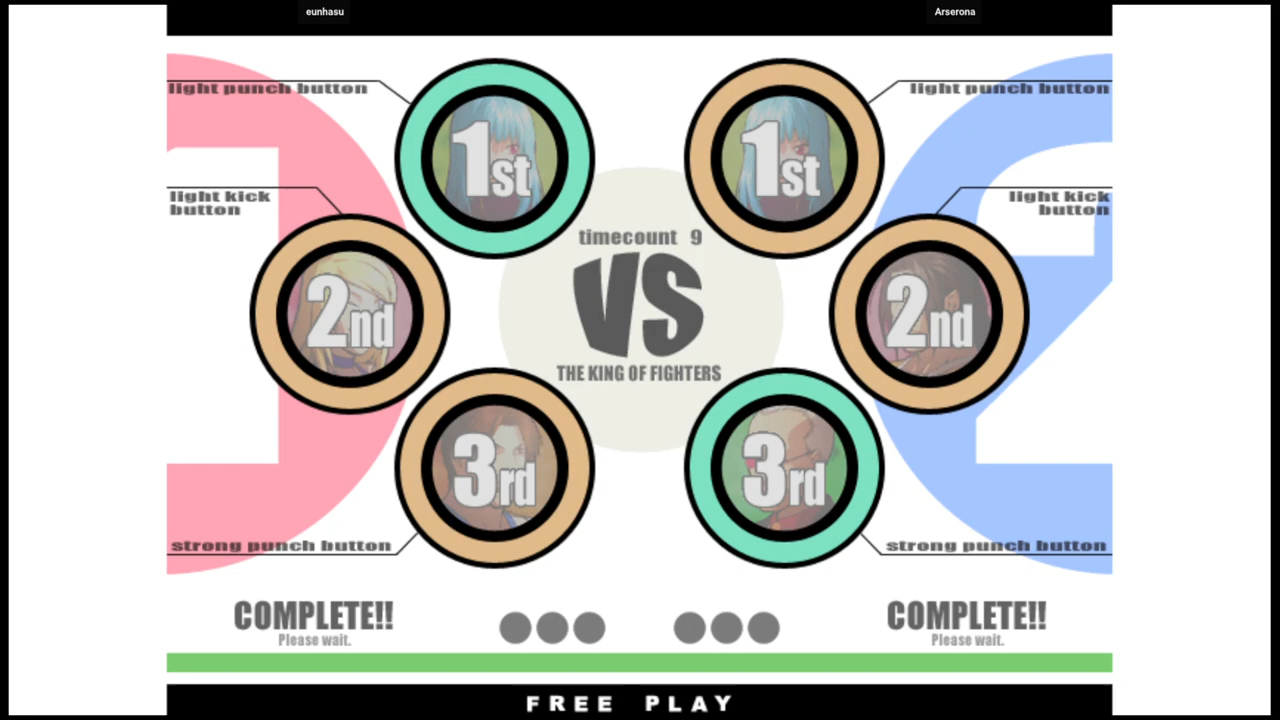 eunhasu
Arserona
light punch button
light punch button
1st
1st
light kick
button
light kick
button
timecount 9
VS
THE KING OF FIGHTERS
2nd
2nd
3rd
3rd
strong punch button
strong punch button
COMPLETE!!
Please wait.
COMPLETE!!
Please wait.
FREE PLAY
1
2